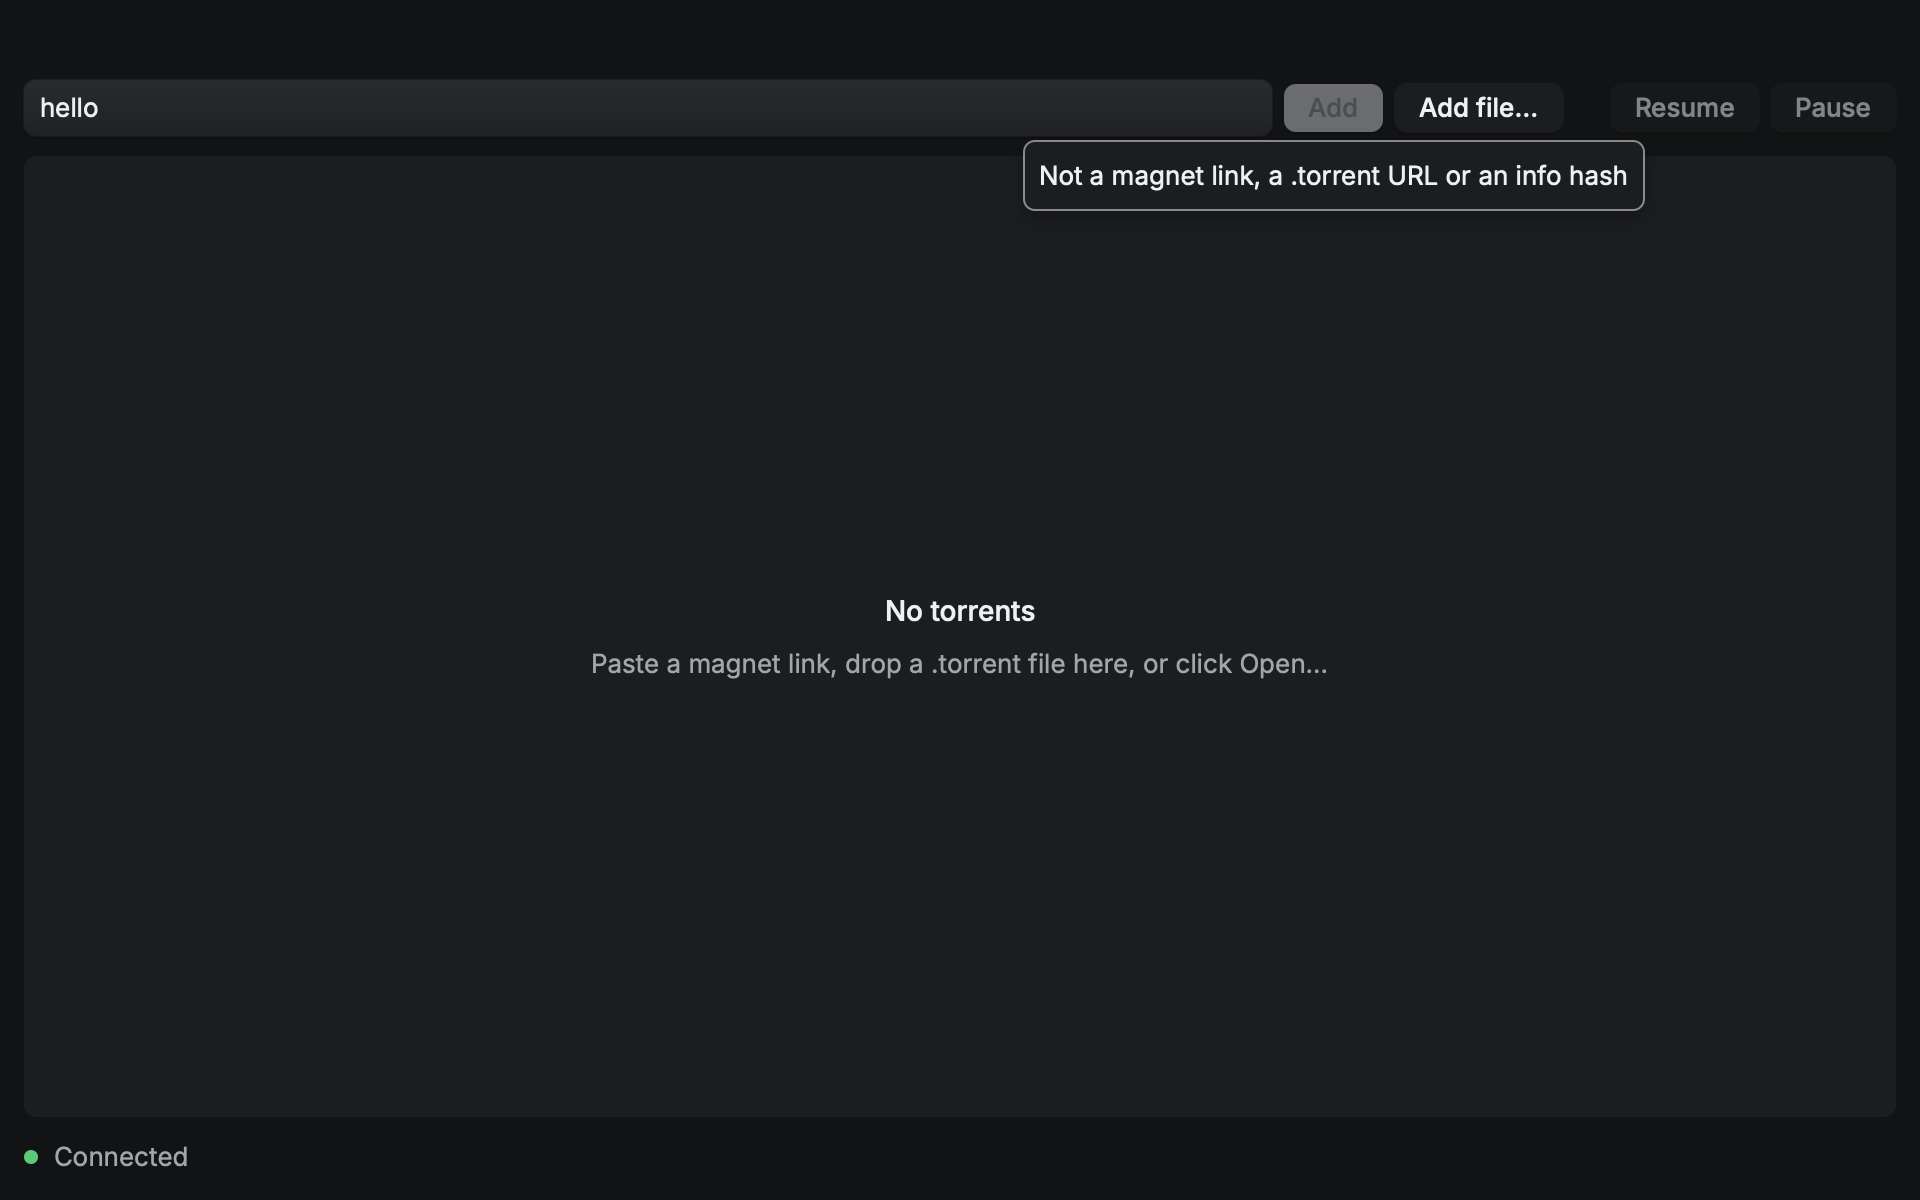 hello
Add
Add file...
Resume
Pause
Not a magnet link, a .torrent URL or an info hash
No torrents
Paste a magnet link, drop a .torrent file here, or click Open...
Connected